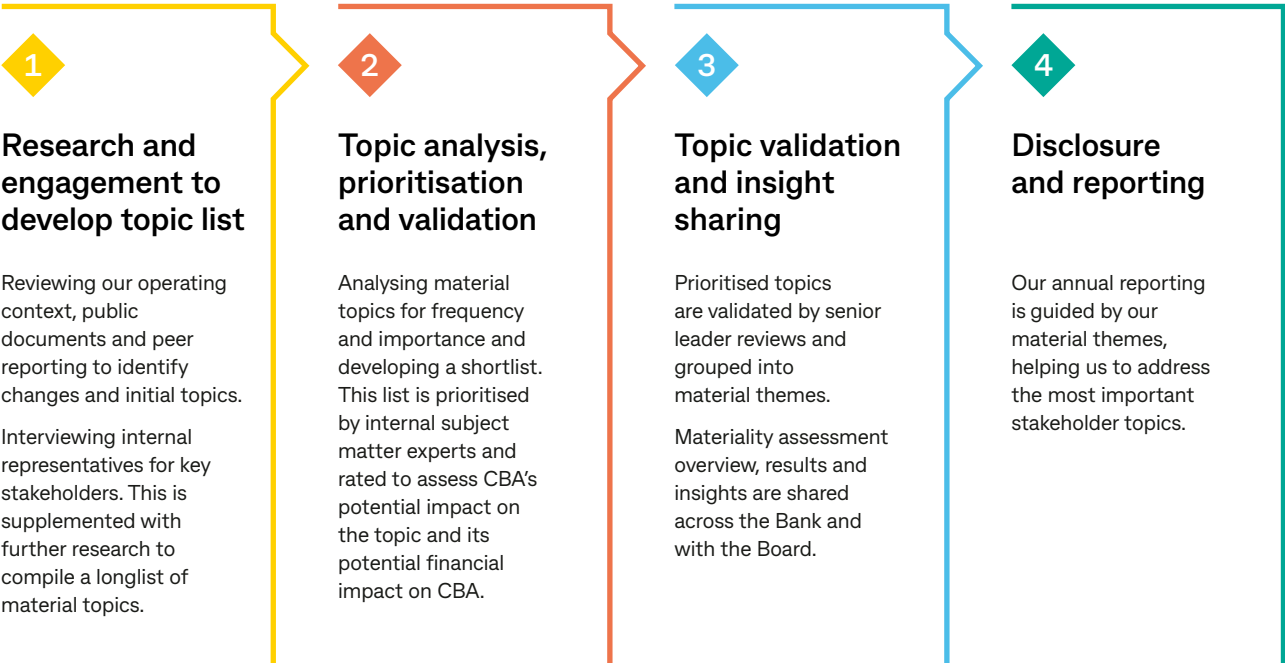 1
Research and
engagement to
develop topic list
Reviewing our operating
context, public
documents and peer
reporting to identify
changes and initial topics.
Interviewing internal
representatives for key
stakeholders. This is
supplemented with
further research to
compile a longlist of
material topics.
2
Topic analysis,
prioritisation
and validation
Analysing material
topics for frequency
and importance and
developing a shortlist.
This list is prioritised
by internal subject
matter experts and
rated to assess CBA’s
potential impact on
the topic and its
potential financial
impact on CBA.
3
Topic validation
and insight
sharing
Prioritised topics
are validated by senior
leader reviews and
grouped into
material themes.
Materiality assessment
overview, results and
insights are shared
across the Bank and
with the Board.
4
Disclosure
and reporting
Our annual reporting
is guided by our
material themes,
helping us to address
the most important
stakeholder topics.